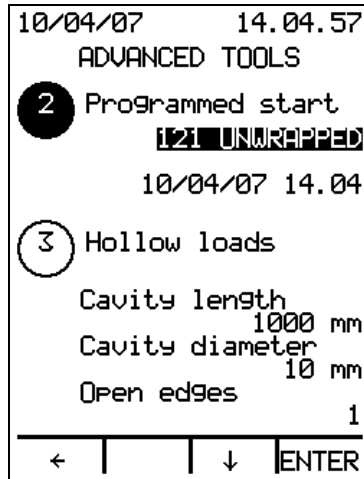 10/04/07 14.04.57
ADVANCED TOOLS
2 Programmed start
121 UNWRAPPED
10/04/07 14.04
3 Hollow loads
Cavity length
1000 mm
Cavity diameter
10 mm
Open edges
1
← ↓ ENTER